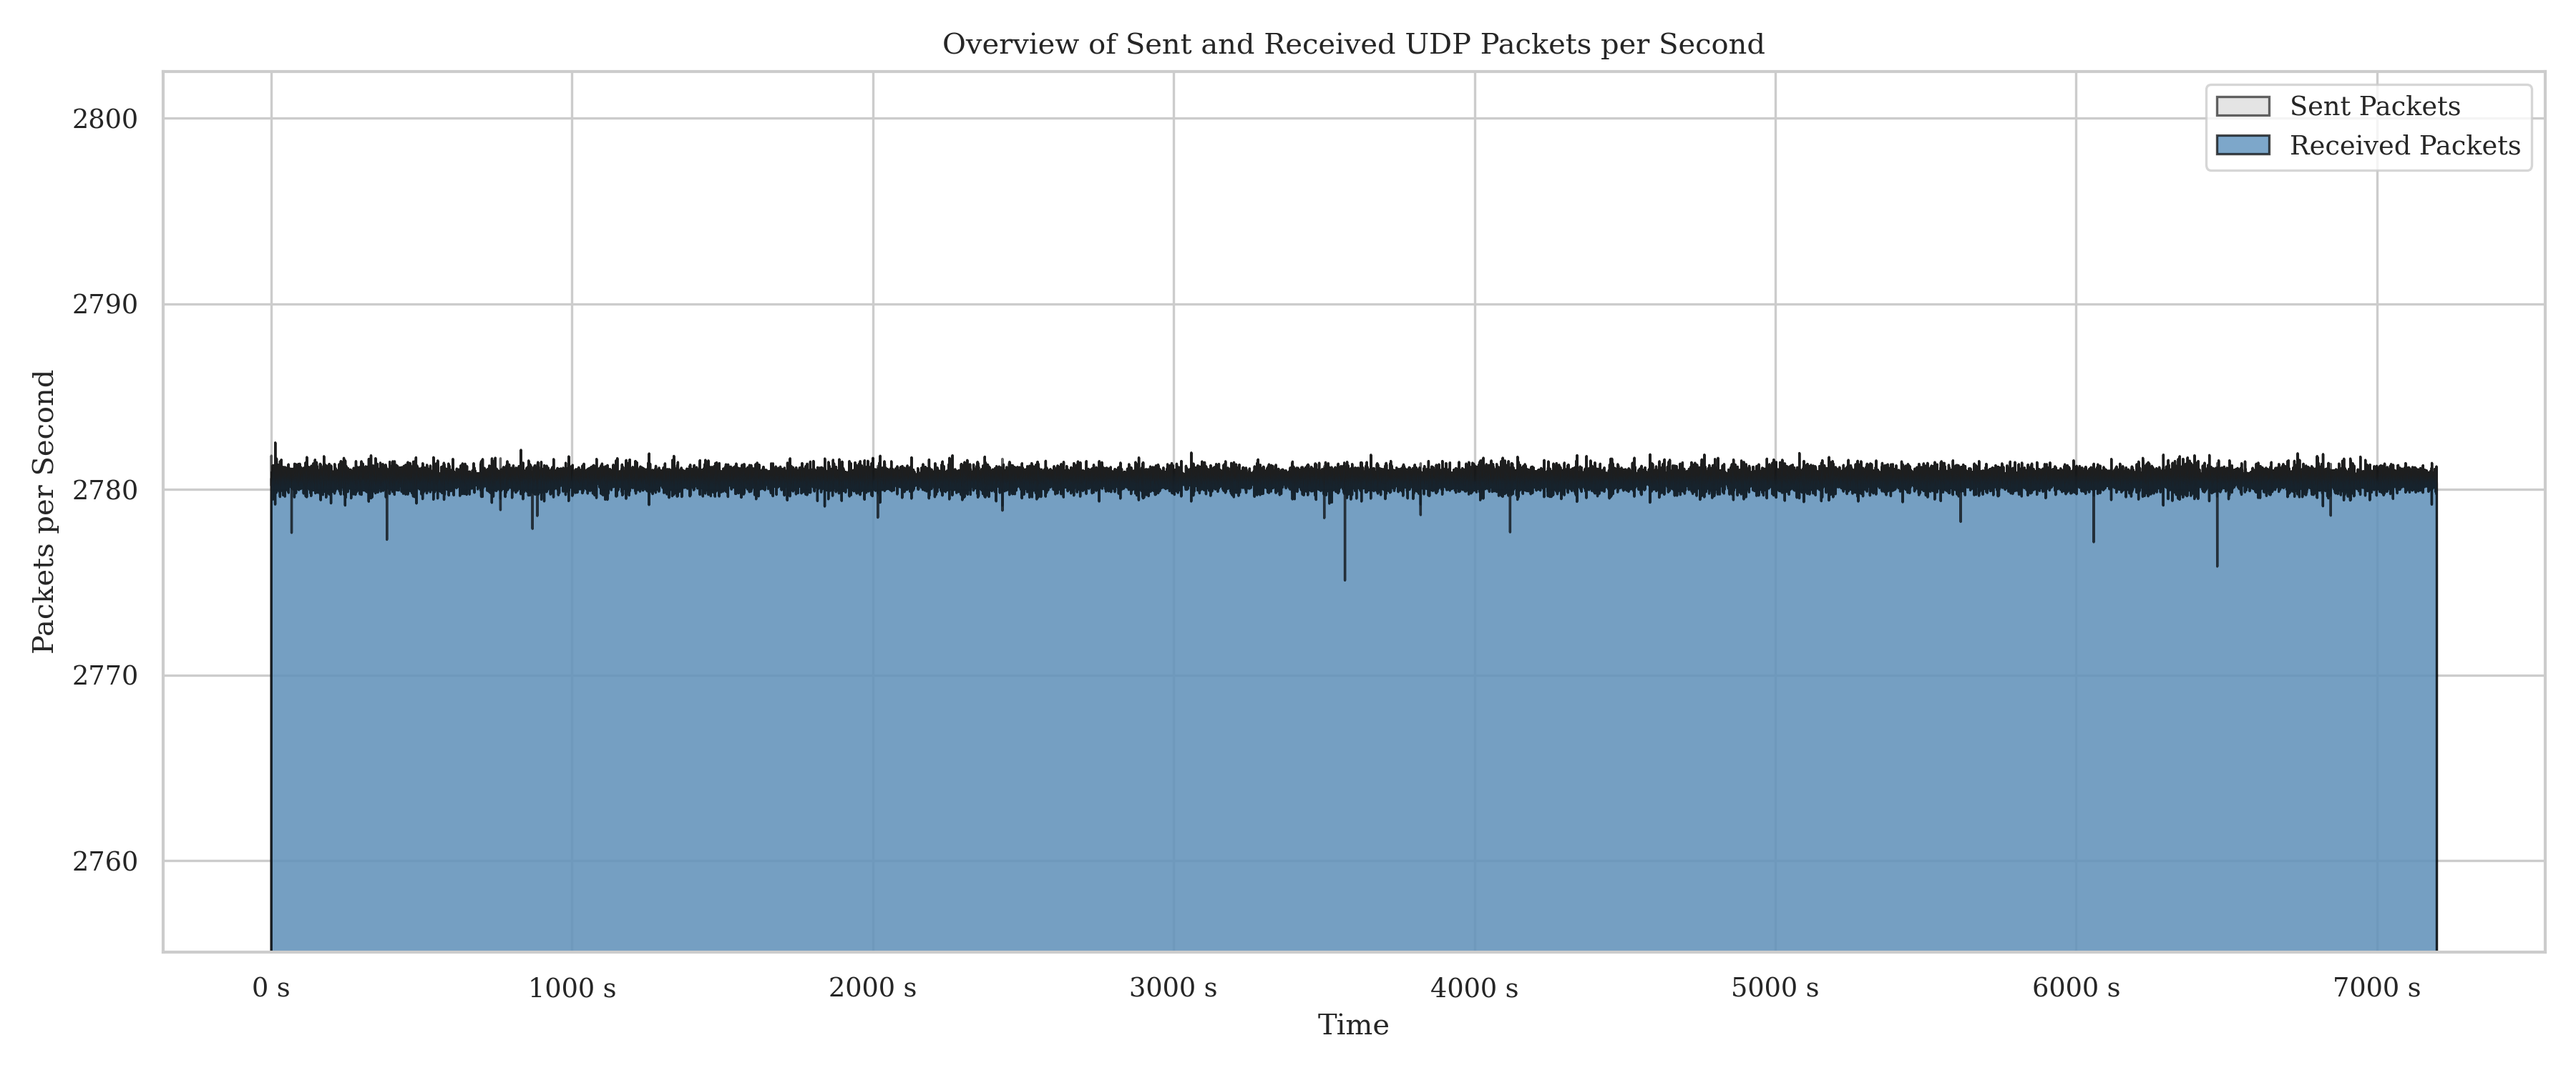 Overview of Sent and Received UDP Packets per Second
Sent Packets
Received Packets
Packets per Second
2800
2790
2780
2770
2760
0 s
1000 s
2000 s
3000 s
4000 s
5000 s
6000 s
7000 s
Time